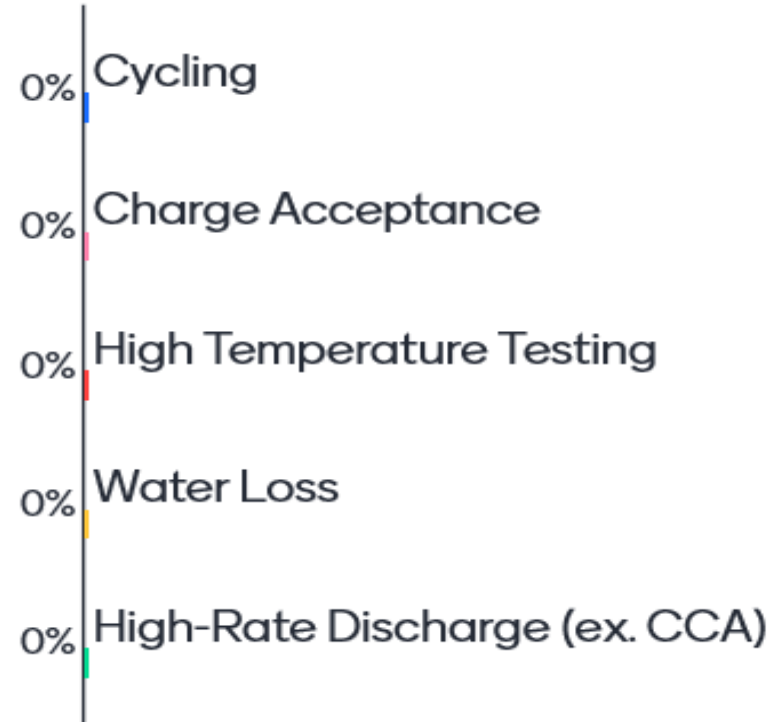 Cycling
0%
Charge Acceptance
0%
High Temperature Testing
0%
Water Loss
0%
High-Rate Discharge (ex. CCA)
0%